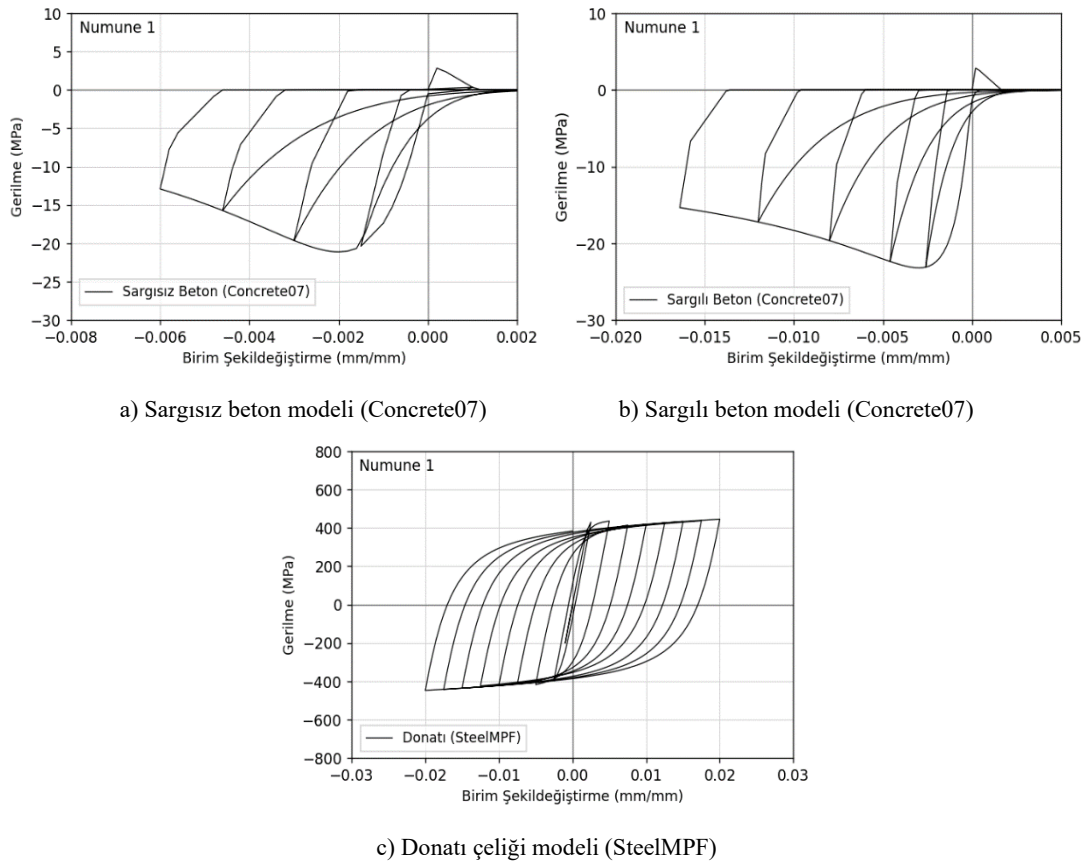 Numune 1
10
5
0
−5
−10
−15
−20
−25
−30
Gerilme (MPa)
Sargısız Beton (Concrete07)
−0.008
−0.006
−0.004
−0.002
0.000
0.002
Birim Şekildeğiştirme (mm/mm)
Numune 1
10
5
0
−10
−20
−30
Gerilme (MPa)
Sargılı Beton (Concrete07)
−0.020
−0.015
−0.010
−0.005
0.000
0.005
Birim Şekildeğiştirme (mm/mm)
a) Sargısız beton modeli (Concrete07)
b) Sargılı beton modeli (Concrete07)
Numune 1
800
600
400
200
0
−200
−400
−600
−800
Gerilme (MPa)
Donatı (SteelMPF)
−0.03
−0.02
−0.01
0.00
0.01
0.02
0.03
Birim Şekildeğiştirme (mm/mm)
c) Donatı çeliği modeli (SteelMPF)